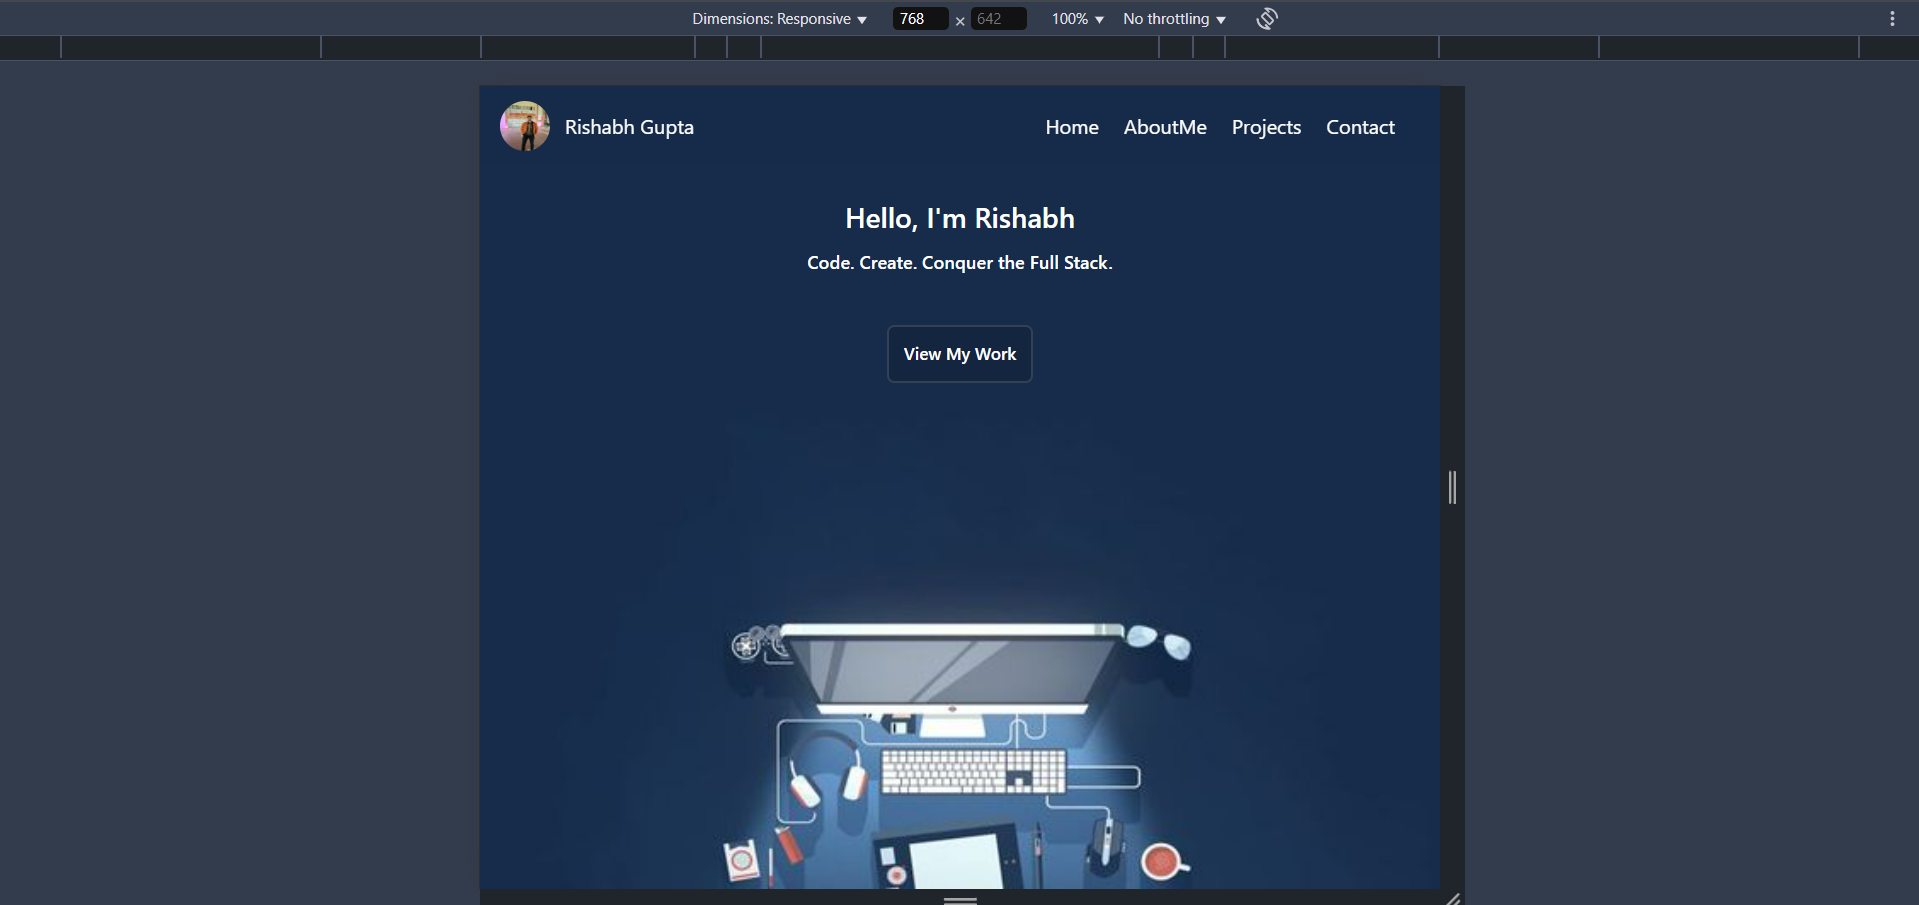 Dimensions: Responsive ▼ 768 × 642 100% ▼ No throttling ▼
Rishabh Gupta Home AboutMe Projects Contact
Hello, I'm Rishabh
Code. Create. Conquer the Full Stack.
View My Work